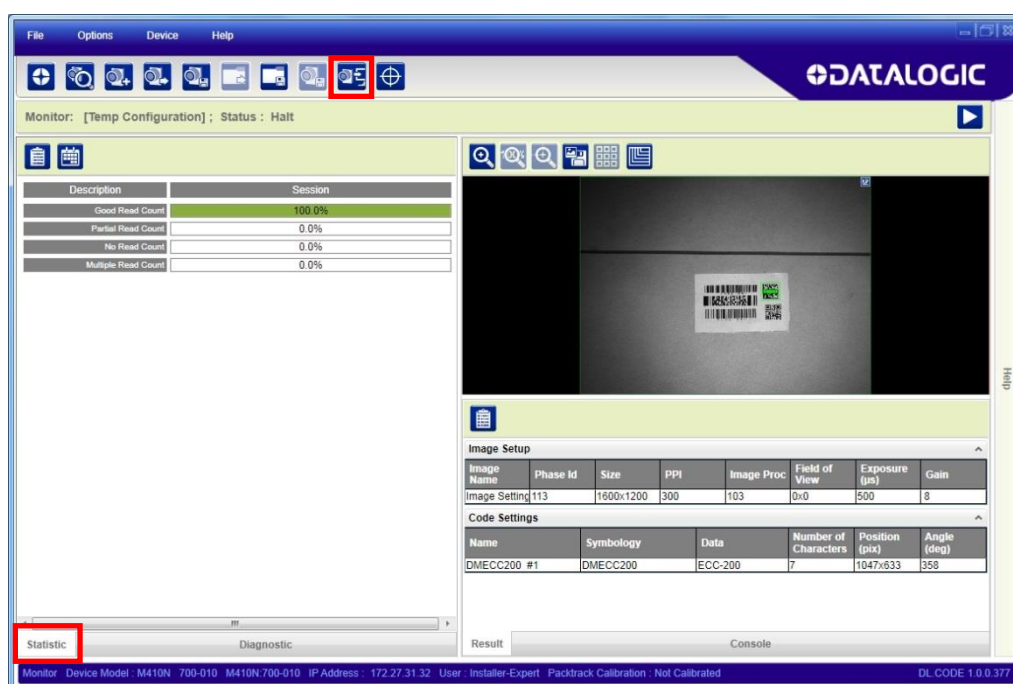 File Options Device Help
DATALOGIC
Monitor: [Temp Configuration] ; Status : Halt
Description Session
Good Read Count 100.0%
Partial Read Count 0.0%
No Read Count 0.0%
Multiple Read Count 0.0%
Help
Image Setup
Image Name Phase Id Size PPI Image Proc Field of View Exposure (µs) Gain
Image Setting 113 1600x1200 300 103 0x0 500 8
Code Settings
Name Symbology Data Number of Characters Position (pix) Angle (deg)
DMECC200 #1 DMECC200 ECC-200 7 1047x633 358
Statistic Diagnostic Result Console
Monitor Device Model : M410N 700-010 M410N:700-010 IP Address : 172.27.31.32 User : Installer-Expert Packtrack Calibration : Not Calibrated DL.CODE 1.0.0.377